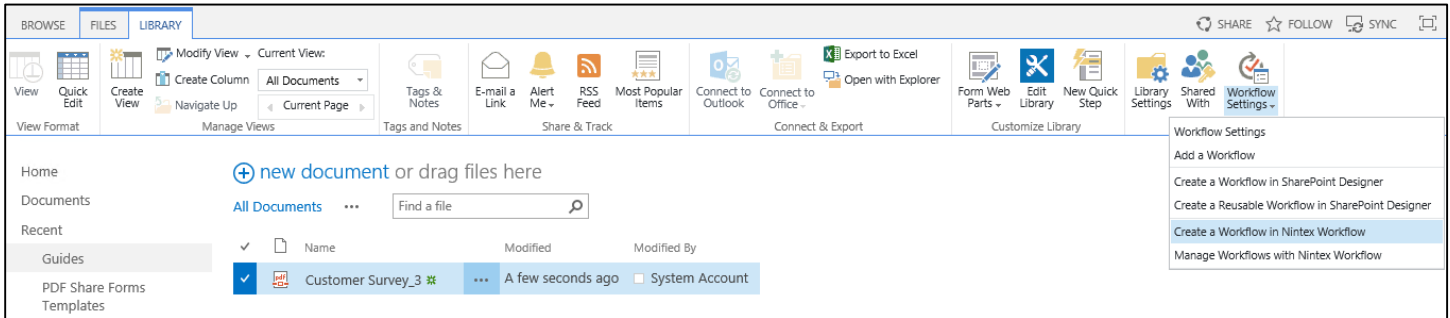 BROWSE FILES LIBRARY SHARE FOLLOW SYNC
View
Quick Edit
Create View
Modify View Current View:
Create Column All Documents
Navigate Up Current Page
Tags & Notes
E-mail a Link
Alert Me
RSS Feed
Most Popular Items
Connect to Outlook
Connect to Office
Export to Excel
Open with Explorer
Form Web Parts
Edit Library
New Quick Step
Library Settings
Shared With
Workflow Settings
View Format Manage Views Tags and Notes Share & Track Connect & Export Customize Library
Workflow Settings
Add a Workflow
Create a Workflow in SharePoint Designer
Create a Reusable Workflow in SharePoint Designer
Create a Workflow in Nintex Workflow
Manage Workflows with Nintex Workflow
Home
Documents
Recent
Guides
PDF Share Forms
Templates
new document or drag files here
All Documents ... Find a file
Name Modified Modified By
Customer Survey_3 ... A few seconds ago System Account